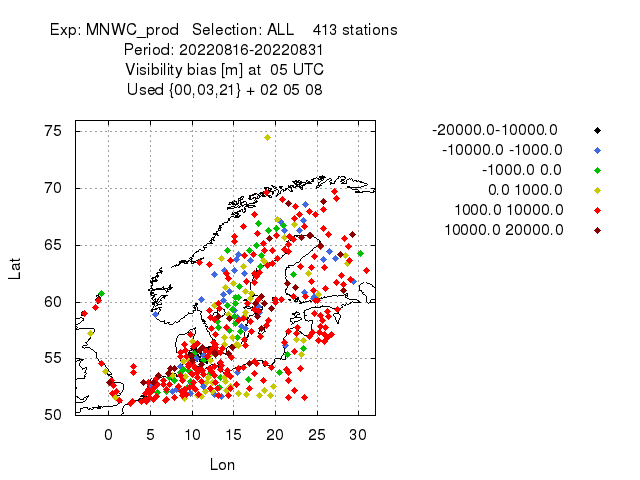 Exp: MNWC_prod Selection: ALL 413 stations
Period: 20220816-20220831
Visibility bias [m] at 05 UTC
Used {00,03,21} + 02 05 08
-20000.0-10000.0
-10000.0 -1000.0
-1000.0 0.0
0.0 1000.0
1000.0 10000.0
10000.0 20000.0
75
70
65
60
55
50
Lat
0 5 10 15 20 25 30
Lon